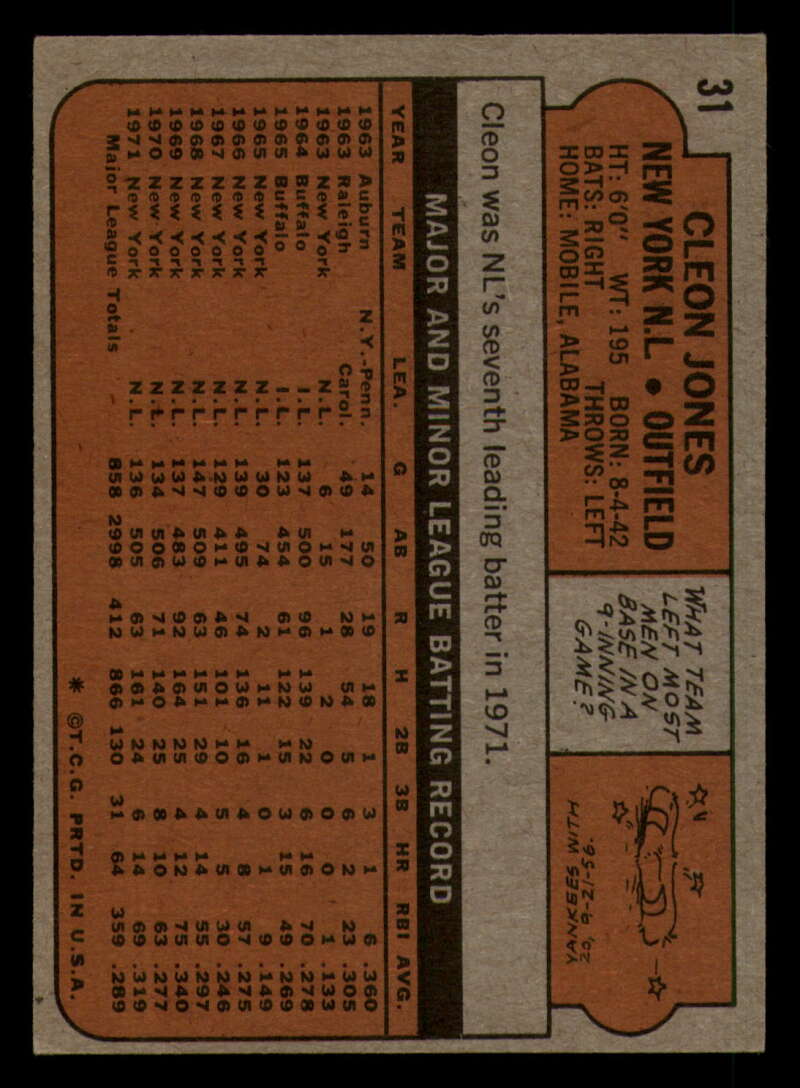 31
CLEON JONES
NEW YORK N.L • OUTFIELD
HT: 6'0" WT: 195 BORN: 8-4-42
BATS: RIGHT THROWS: LEFT
HOME: MOBILE, ALABAMA
WHAT TEAM
LEFT MOST
MEN ON
BASE IN A
9-INNING
GAME?
YANKEES WITH
20, 9-21-56.
Cleon was NL's seventh leading batter in 1971.
MAJOR AND MINOR LEAGUE BATTING RECORD
YEAR TEAM LEA. G AB R H 2B 3B HR RBI AVG.
1963 Auburn N.Y.-Penn. 14 50 19 18 1 3 1 6 .360
1963 Raleigh Carol. 49 177 28 54 5 6 2 23 .305
1963 New York N.L. 6 15 1 2 0 0 0 1 .133
1964 Buffalo I.L. 137 500 96 139 22 6 16 70 .278
1965 Buffalo I.L. 123 454 61 122 15 3 15 49 .269
1965 New York N.L. 30 74 2 11 1 0 1 9 .149
1966 New York N.L. 139 495 74 136 16 4 8 57 .275
1967 New York N.L. 129 411 46 101 10 5 5 30 .246
1968 New York N.L. 147 509 63 151 29 4 14 55 .297
1969 New York N.L. 137 483 92 164 25 4 12 75 .340
1970 New York N.L. 134 506 71 140 25 8 10 63 .277
1971 New York N.L. 136 505 63 161 24 6 14 69 .319
Major League Totals 858 2998 412 866 130 31 64 359 .289
* ©T.C.G. PRTD. IN U.S.A.